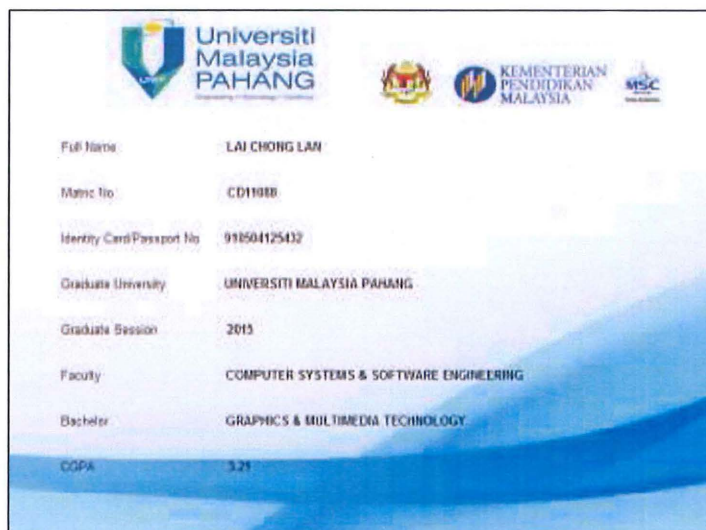 Universiti
Malaysia
PAHANG
KEMENTERIAN
PENDIDIKAN
MALAYSIA
MSC
Full Name LAI CHONG LAN
Matric No
Identity Card/Passport No
Graduate University UNIVERSITI MALAYSIA PAHANG
Graduate Session 2015
Faculty COMPUTER SYSTEMS & SOFTWARE ENGINEERING
Bachelor GRAPHICS & MULTIMEDIA TECHNOLOGY
CGPA 3.21